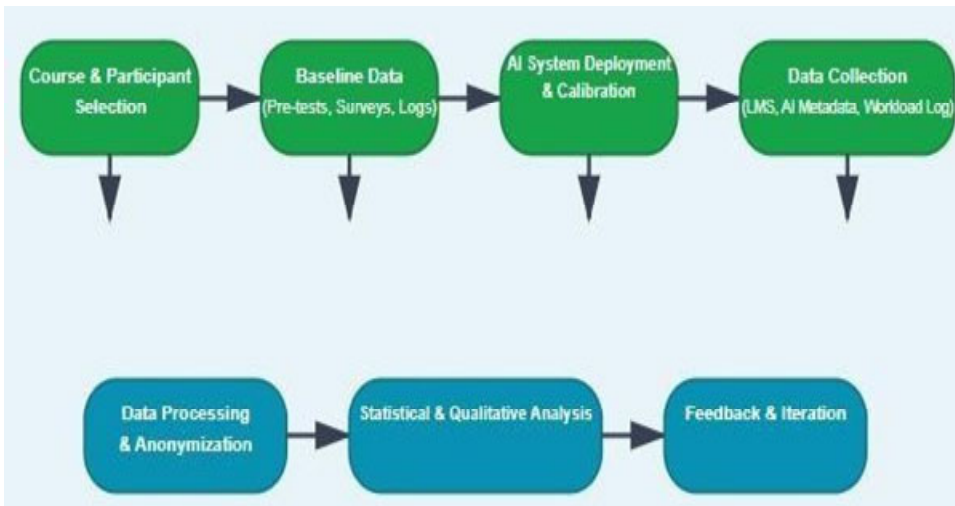 Course & Participant
Selection
Baseline Data
(Pre-tests, Surveys, Logs)
AI System Deployment
& Calibration
Data Collection
(LMS, AI Metadata, Workload Log)
Data Processing
& Anonymization
Statistical & Qualitative Analysis
Feedback & Iteration